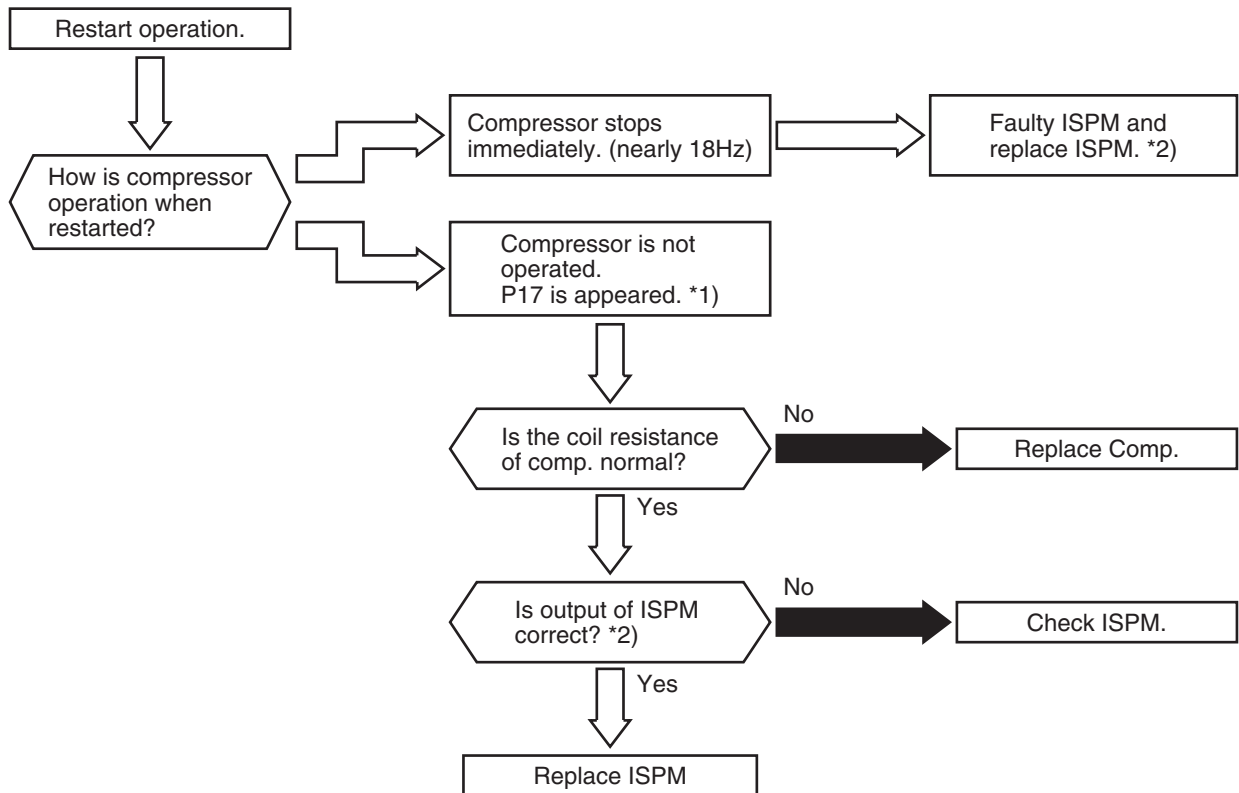 Restart operation.
How is compressor
operation when
restarted?
Compressor stops
immediately. (nearly 18Hz)
Faulty ISPM and
replace ISPM. *2)
Compressor is not
operated.
P17 is appeared. *1)
Is the coil resistance
of comp. normal?
No
Replace Comp.
Yes
Is output of ISPM
correct? *2)
No
Check ISPM.
Yes
Replace ISPM